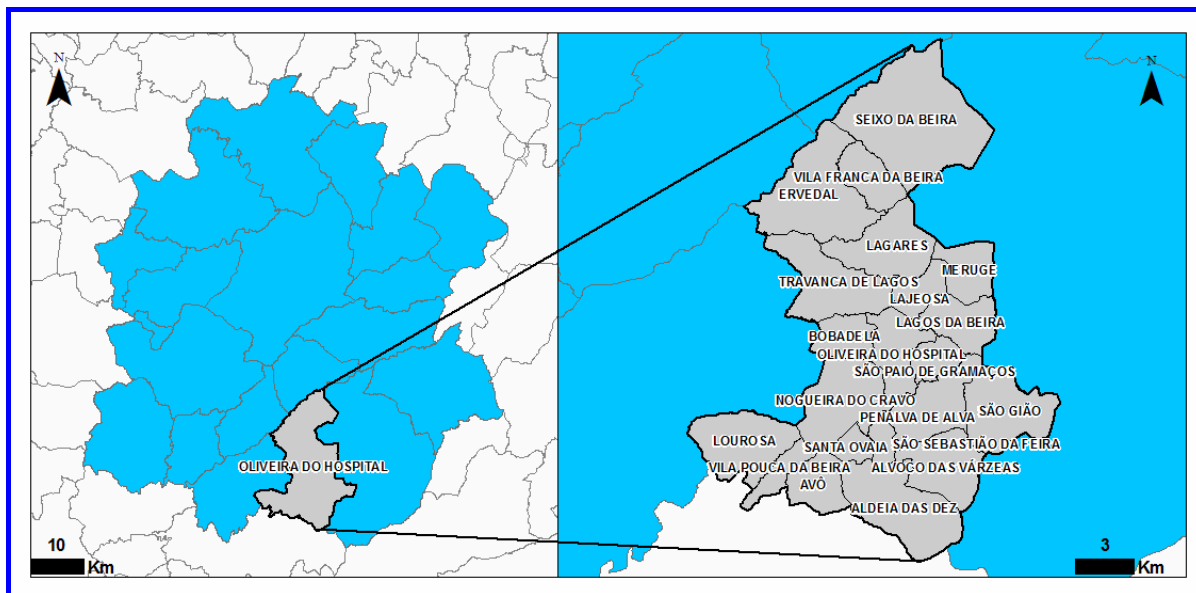 N
OLIVEIRA DO HOSPITAL
10
Km
N
SEIXO DA BEIRA
VILA FRANCA DA BEIRA
ERVEDAL
LAGARES
MERUGE
TRAVANCA DE LAGOS
LAJEOSA
LAGOS DA BEIRA
BOBADELA
OLIVEIRA DO HOSPITAL
SÃO PAIO DE GRAMAÇOS
NOGUEIRA DO CRAVO
SÃO GIÃO
PENALVA DE ALVA
LOUROSA
SANTA OVAIA
SÃO SEBASTIÃO DA FEIRA
VILA POUCA DA BEIRA
ALVOCO DAS VÁRZEAS
AVÔ
ALDEIA DAS DEZ
3
Km